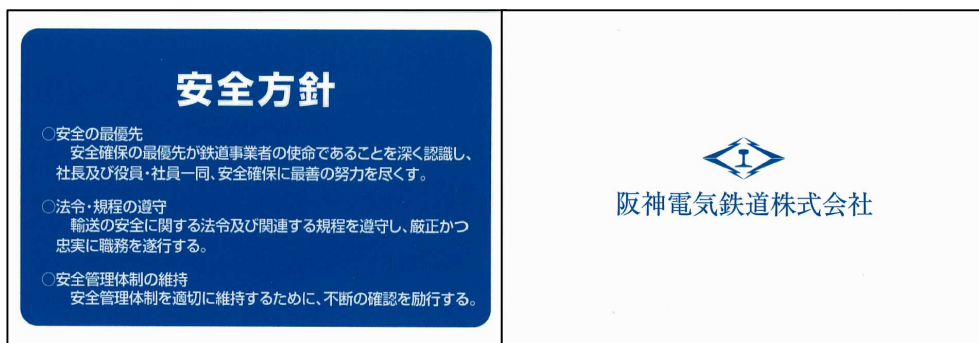 安全方針
○安全の最優先
安全確保の最優先が鉄道事業者の使命であることを深く認識し、
社長及び役員・社員一同、安全確保に最善の努力を尽くす。
○法令・規程の遵守
輸送の安全に関する法令及び関連する規程を遵守し、厳正かつ
忠実に職務を遂行する。
○安全管理体制の維持
安全管理体制を適切に維持するために、不断の確認を励行する。
阪神電気鉄道株式会社